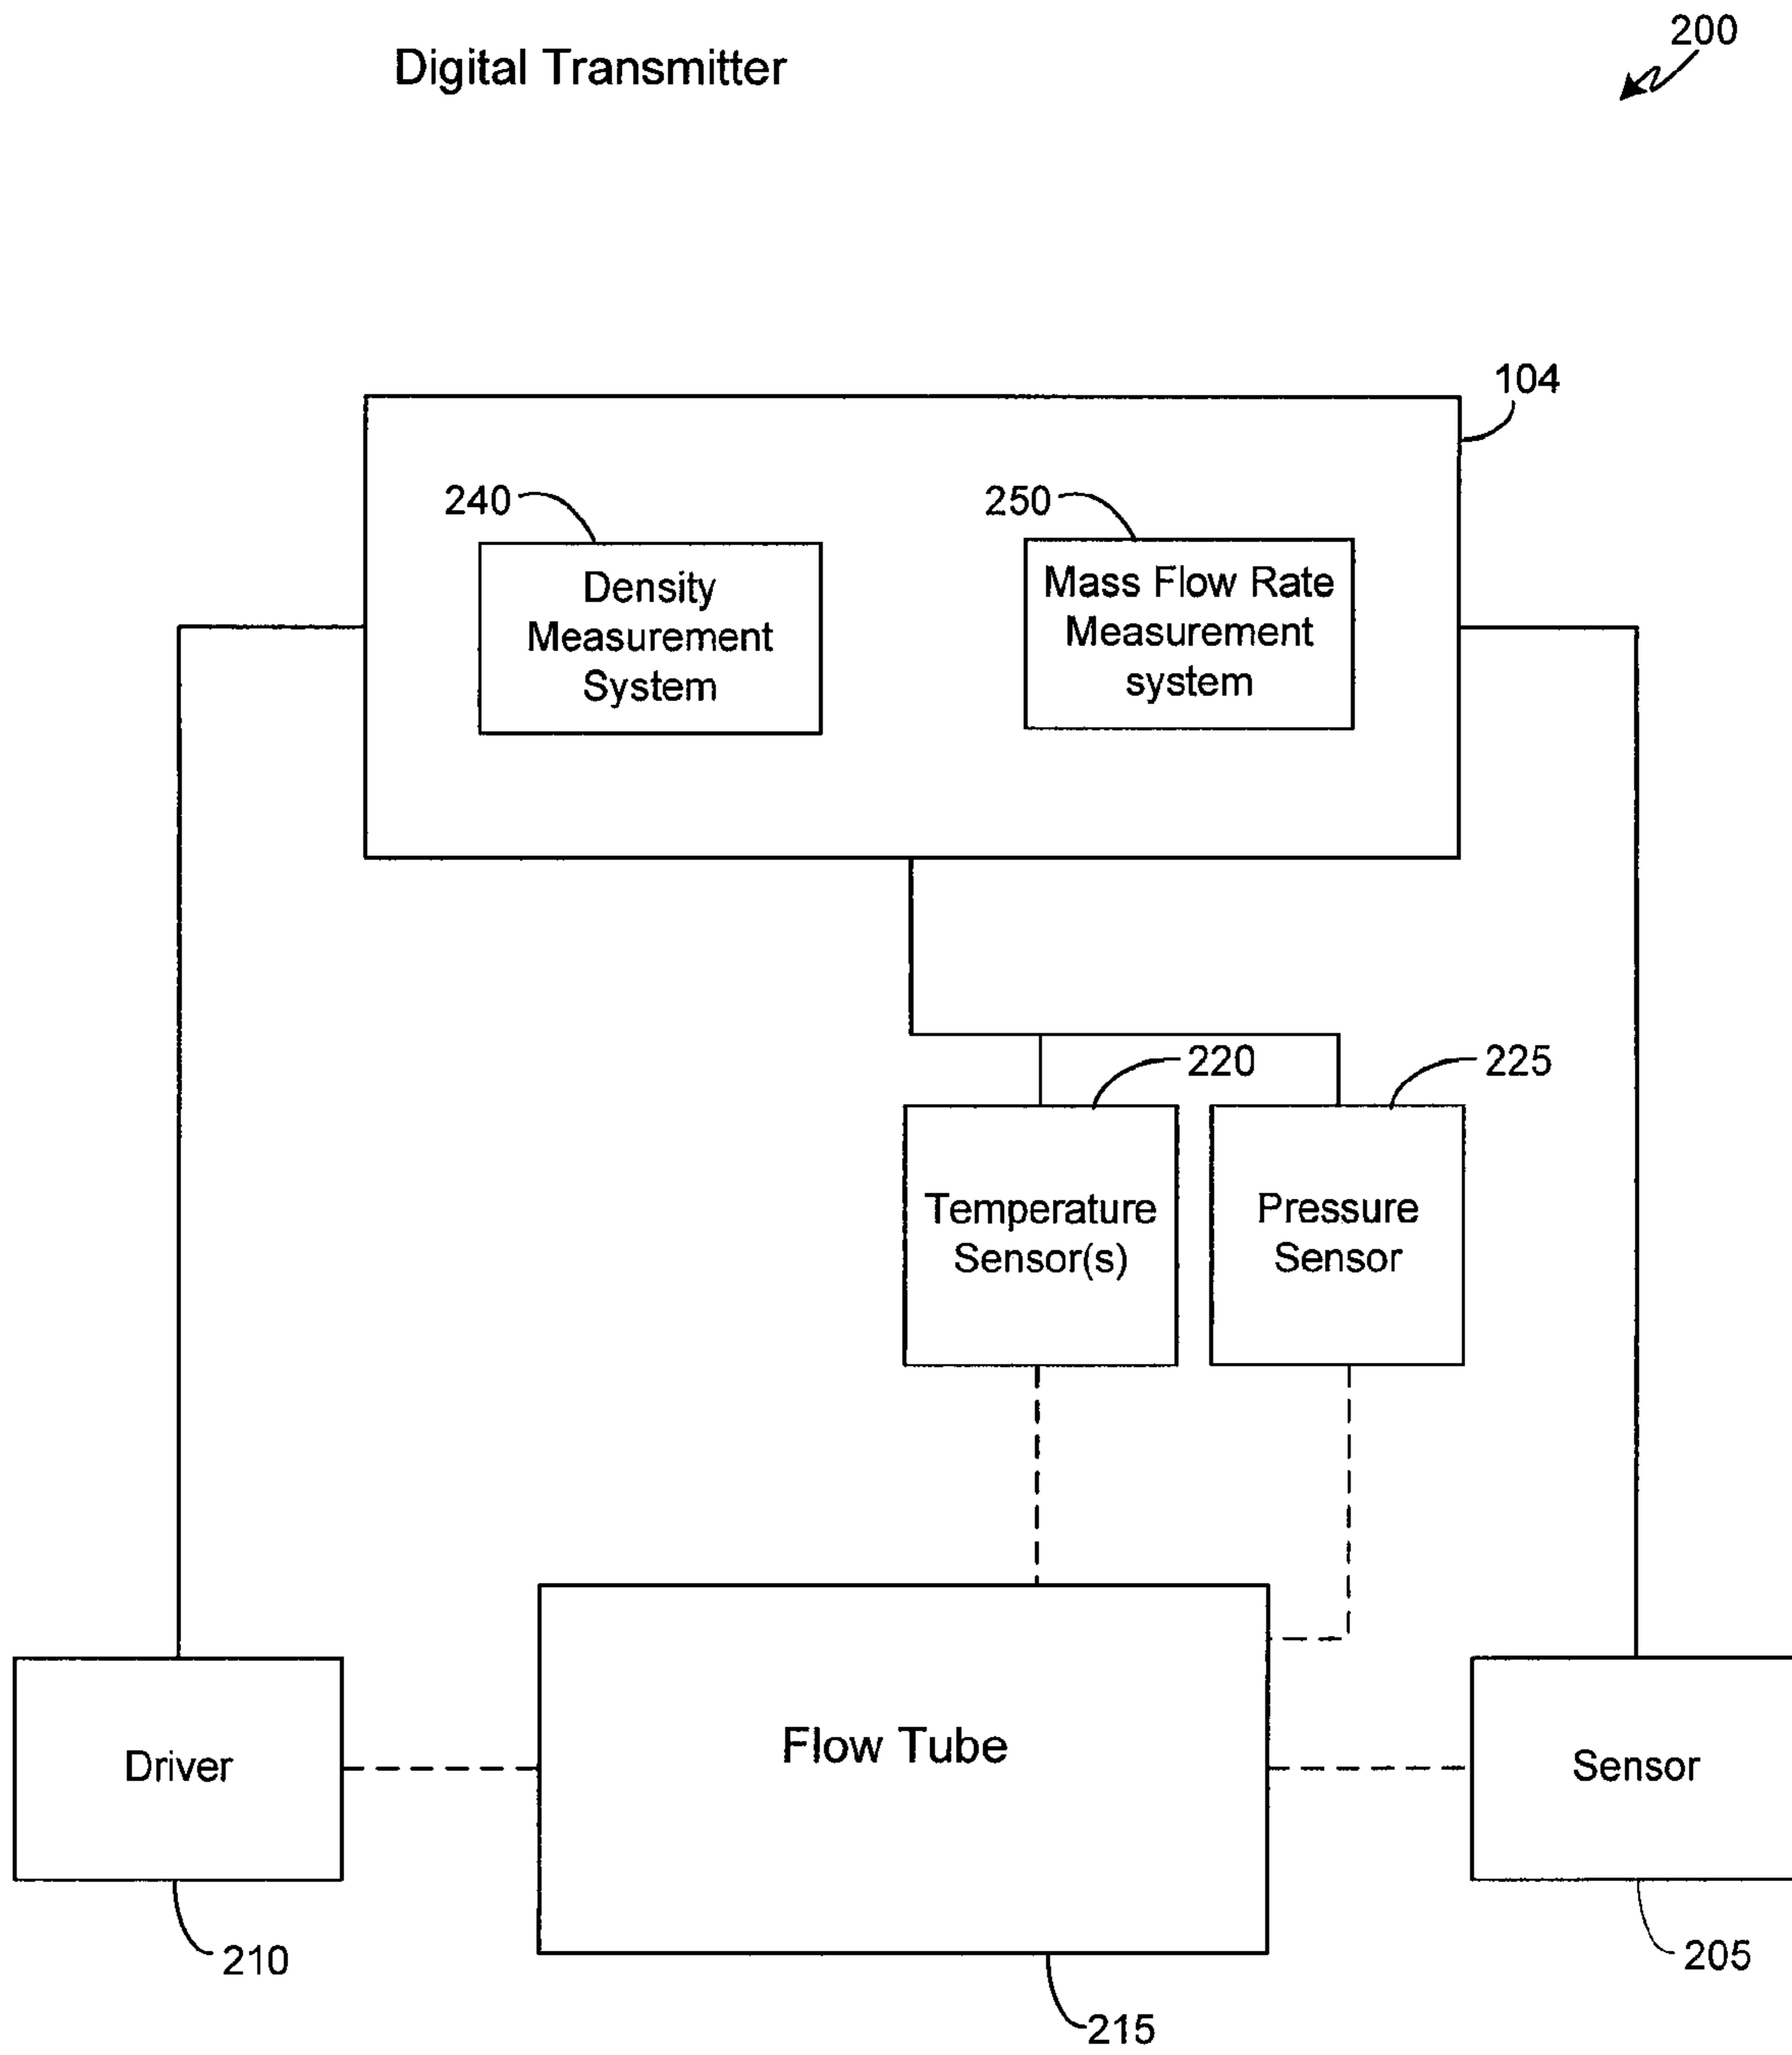 Digital Transmitter
200
104
240
250
Density
Measurement
System
Mass Flow Rate
Measurement
system
220
225
Temperature
Sensor(s)
Pressure
Sensor
Driver
Flow Tube
Sensor
210
215
205